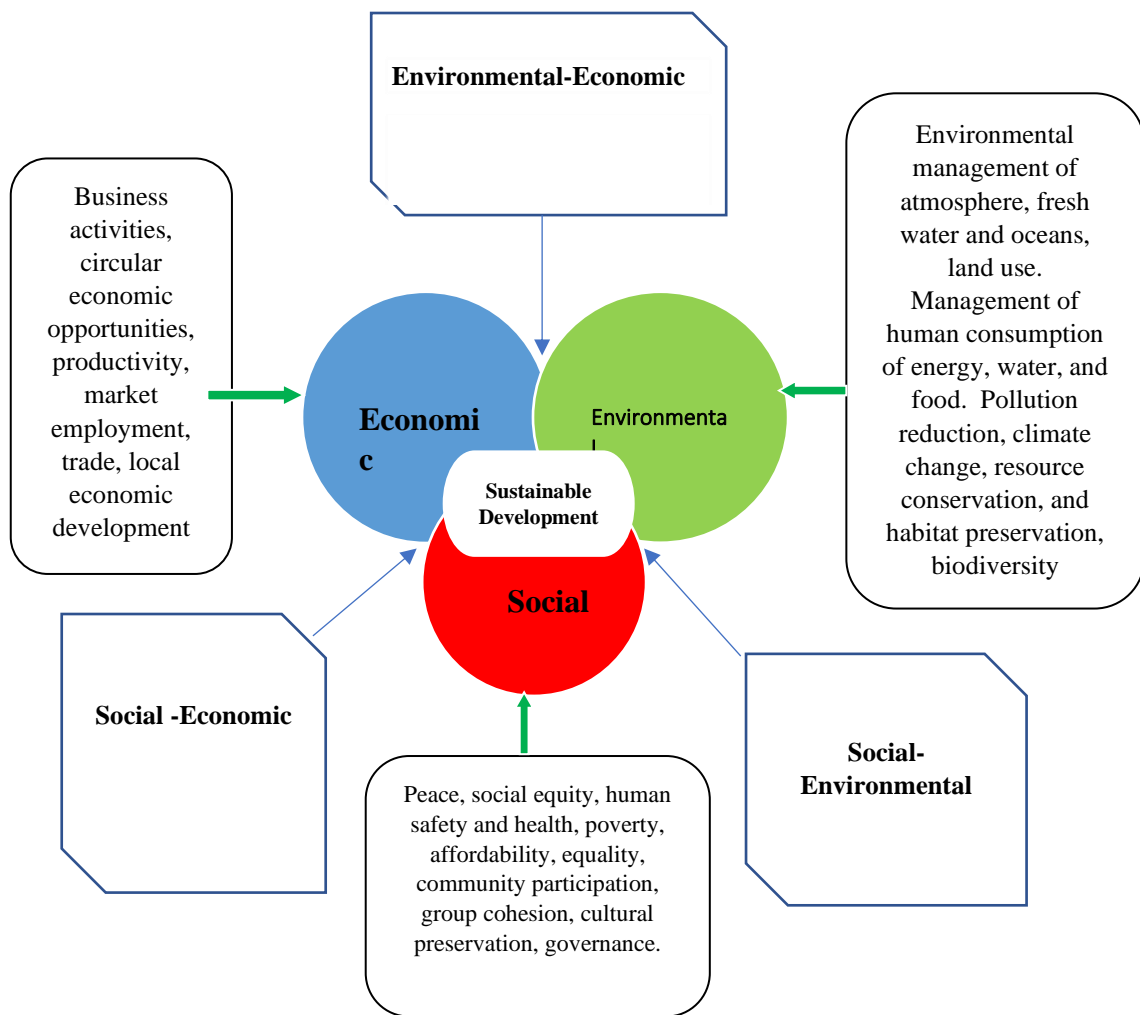 Environmental-Economic
Business
activities,
circular
economic
opportunities,
productivity,
market
employment,
trade, local
economic
development
Environmental
management of
atmosphere, fresh
water and oceans,
land use.
Management of
human consumption
of energy, water, and
food.  Pollution
reduction, climate
change, resource
conservation, and
habitat preservation,
biodiversity
Economi
c
Environmenta
l
Sustainable
Development
Social
Social -Economic
Social-
Environmental
Peace, social equity, human
safety and health, poverty,
affordability, equality,
community participation,
group cohesion, cultural
preservation, governance.